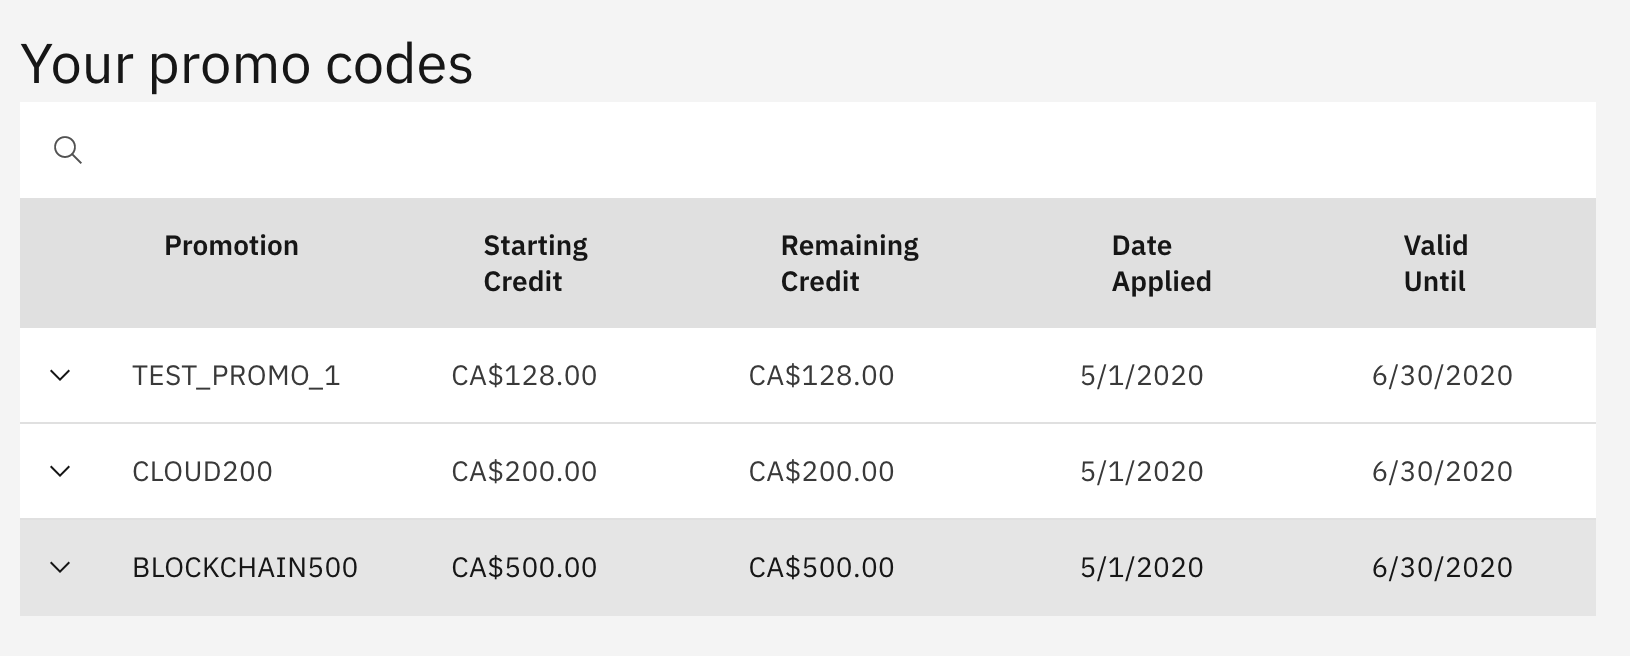 Your promo codes
Promotion Starting Credit Remaining Credit Date Applied Valid Until
TEST_PROMO_1 CA$128.00 CA$128.00 5/1/2020 6/30/2020
CLOUD200 CA$200.00 CA$200.00 5/1/2020 6/30/2020
BLOCKCHAIN500 CA$500.00 CA$500.00 5/1/2020 6/30/2020